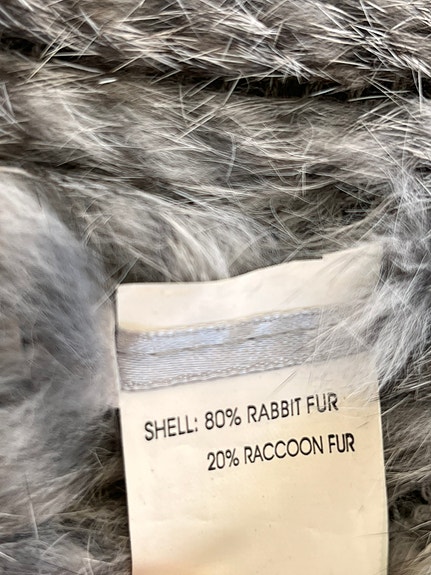 SHELL: 80% RABBIT FUR
20% RACCOON FUR